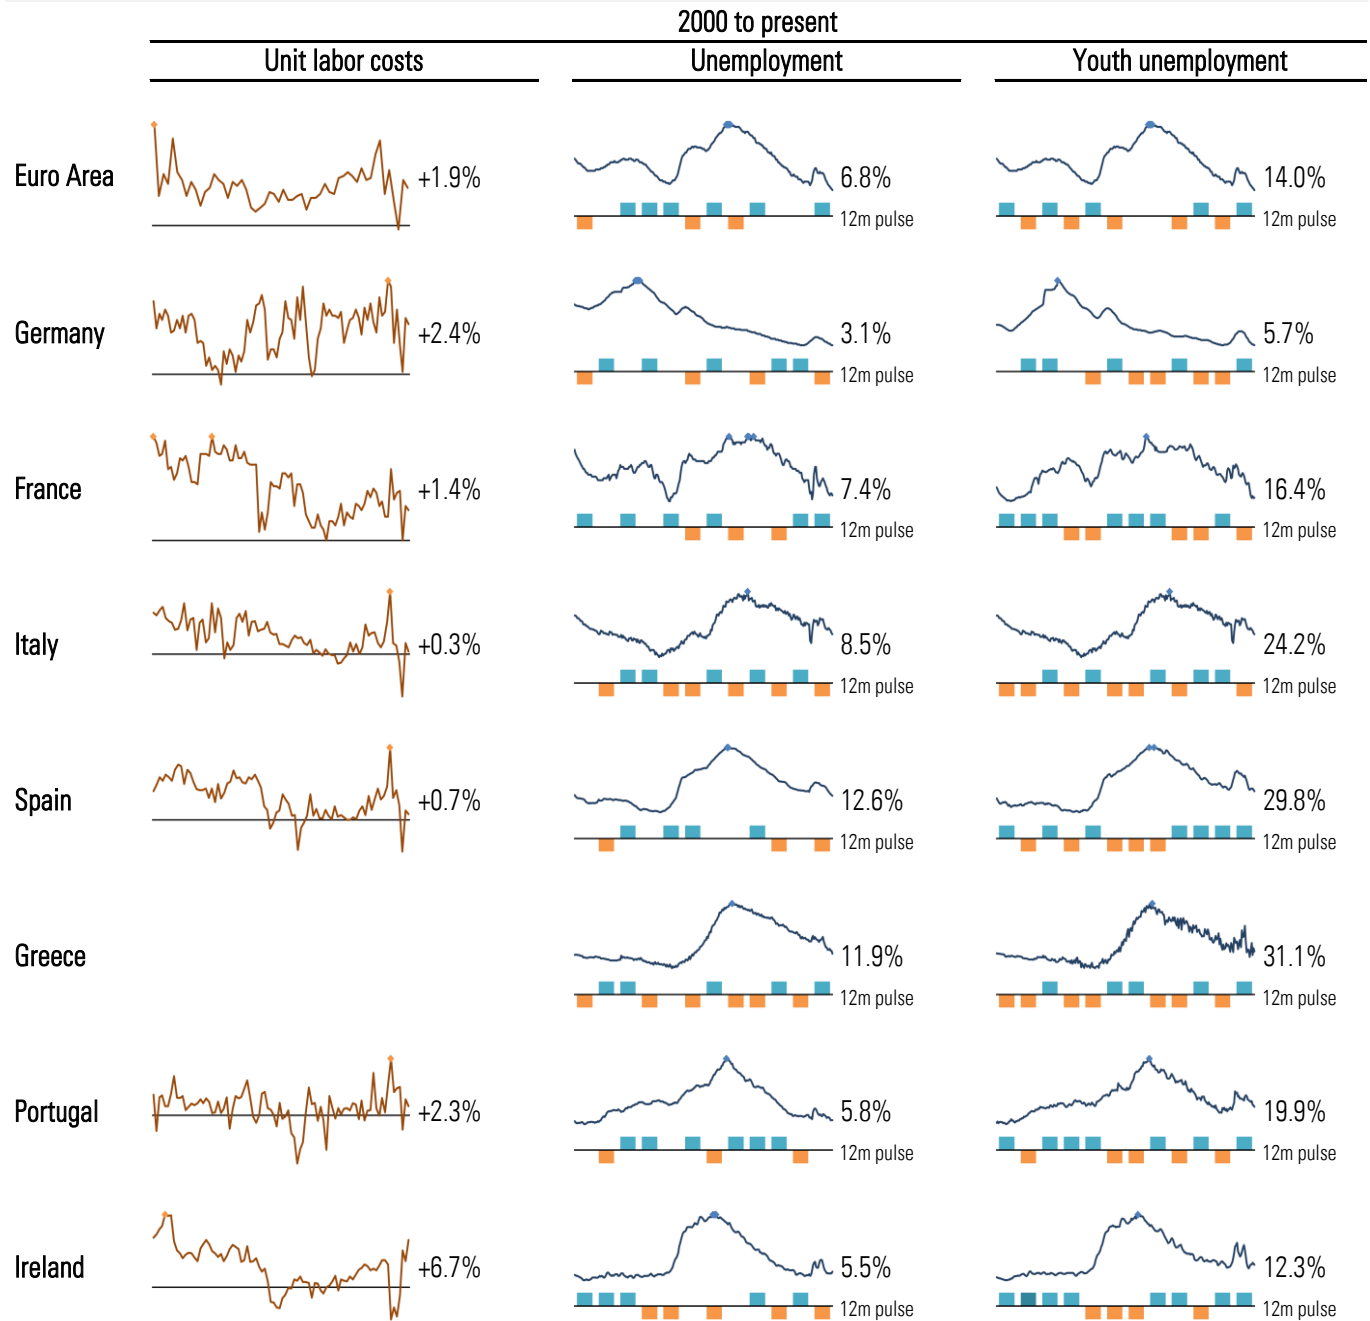 2000 to present
Unit labor costs Unemployment Youth unemployment
Euro Area +1.9% 6.8% 14.0%
12m pulse 12m pulse
Germany +2.4% 3.1% 5.7%
12m pulse 12m pulse
France +1.4% 7.4% 16.4%
12m pulse 12m pulse
Italy +0.3% 8.5% 24.2%
12m pulse 12m pulse
Spain +0.7% 12.6% 29.8%
12m pulse 12m pulse
Greece 11.9% 31.1%
12m pulse 12m pulse
Portugal +2.3% 5.8% 19.9%
12m pulse 12m pulse
Ireland +6.7% 5.5% 12.3%
12m pulse 12m pulse